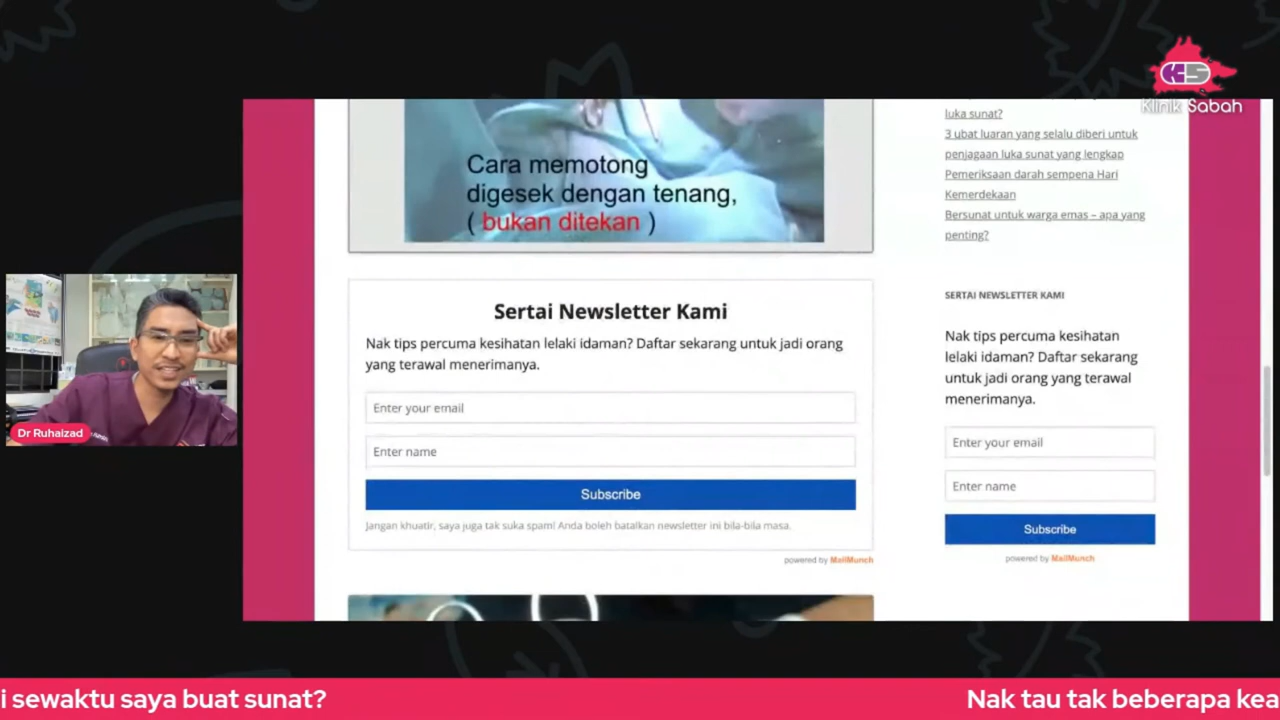 KS
Klinik Sabah
Cara memotong
digesek dengan tenang,
( bukan ditekan )
Sertai Newsletter Kami
Nak tips percuma kesihatan lelaki idaman? Daftar sekarang untuk jadi orang
yang terawal menerimanya.
Enter your email
Enter name
Subscribe
Jangan khuatir, saya juga tak suka spam! Anda boleh batalkan newsletter ini bila-bila masa.
powered by MailMunch
luka sunat?
3 ubat luaran yang selalu diberi untuk
penjagaan luka sunat yang lengkap
Pemeriksaan darah sempena Hari
Kemerdekaan
Bersunat untuk warga emas – apa yang
penting?
SERTAI NEWSLETTER KAMI
Nak tips percuma kesihatan
lelaki idaman? Daftar sekarang
untuk jadi orang yang terawal
menerimanya.
Enter your email
Enter name
Subscribe
powered by MailMunch
Dr Ruhaizad
i sewaktu saya buat sunat?
Nak tau tak beberapa kea